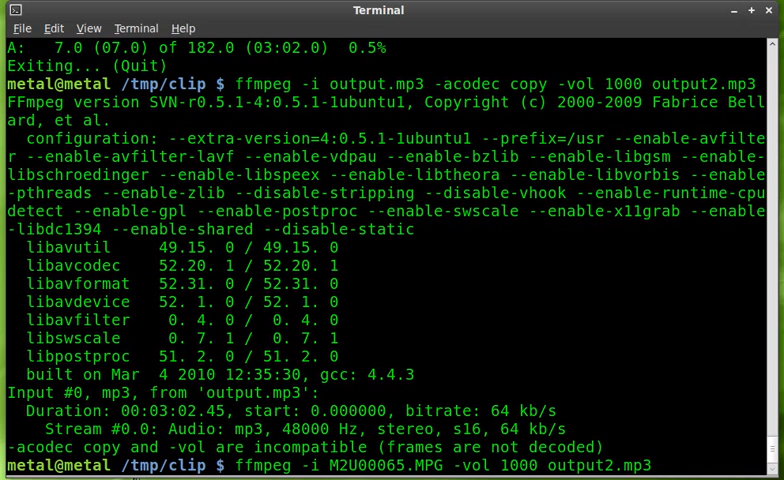 Terminal
File Edit View Terminal Help
A:   7.0 (07.0) of 182.0 (03:02.0)  0.5%
Exiting... (Quit)
metal@metal /tmp/clip $ ffmpeg -i output.mp3 -acodec copy -vol 1000 output2.mp3
FFmpeg version SVN-r0.5.1-4:0.5.1-1ubuntu1, Copyright (c) 2000-2009 Fabrice Bell
ard, et al.
  configuration: --extra-version=4:0.5.1-1ubuntu1 --prefix=/usr --enable-avfilte
r --enable-avfilter-lavf --enable-vdpau --enable-bzlib --enable-libgsm --enable-
libschroedinger --enable-libspeex --enable-libtheora --enable-libvorbis --enable
-pthreads --enable-zlib --disable-stripping --disable-vhook --enable-runtime-cpu
detect --enable-gpl --enable-postproc --enable-swscale --enable-x11grab --enable
-libdc1394 --enable-shared --disable-static
  libavutil     49.15. 0 / 49.15. 0
  libavcodec    52.20. 1 / 52.20. 1
  libavformat   52.31. 0 / 52.31. 0
  libavdevice   52. 1. 0 / 52. 1. 0
  libavfilter    0. 4. 0 /  0. 4. 0
  libswscale     0. 7. 1 /  0. 7. 1
  libpostproc   51. 2. 0 / 51. 2. 0
  built on Mar  4 2010 12:35:30, gcc: 4.4.3
Input #0, mp3, from 'output.mp3':
  Duration: 00:03:02.45, start: 0.000000, bitrate: 64 kb/s
    Stream #0.0: Audio: mp3, 48000 Hz, stereo, s16, 64 kb/s
-acodec copy and -vol are incompatible (frames are not decoded)
metal@metal /tmp/clip $ ffmpeg -i M2U00065.MPG -vol 1000 output2.mp3